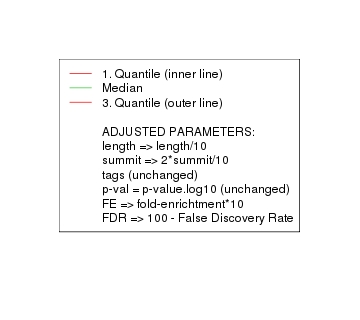 1. Quantile (inner line)
Median
3. Quantile (outer line)
ADJUSTED PARAMETERS:
length => length/10
summit => 2*summit/10
tags (unchanged)
p-val = p-value.log10 (unchanged)
FE => fold-enrichtment*10
FDR => 100 - False Discovery Rate